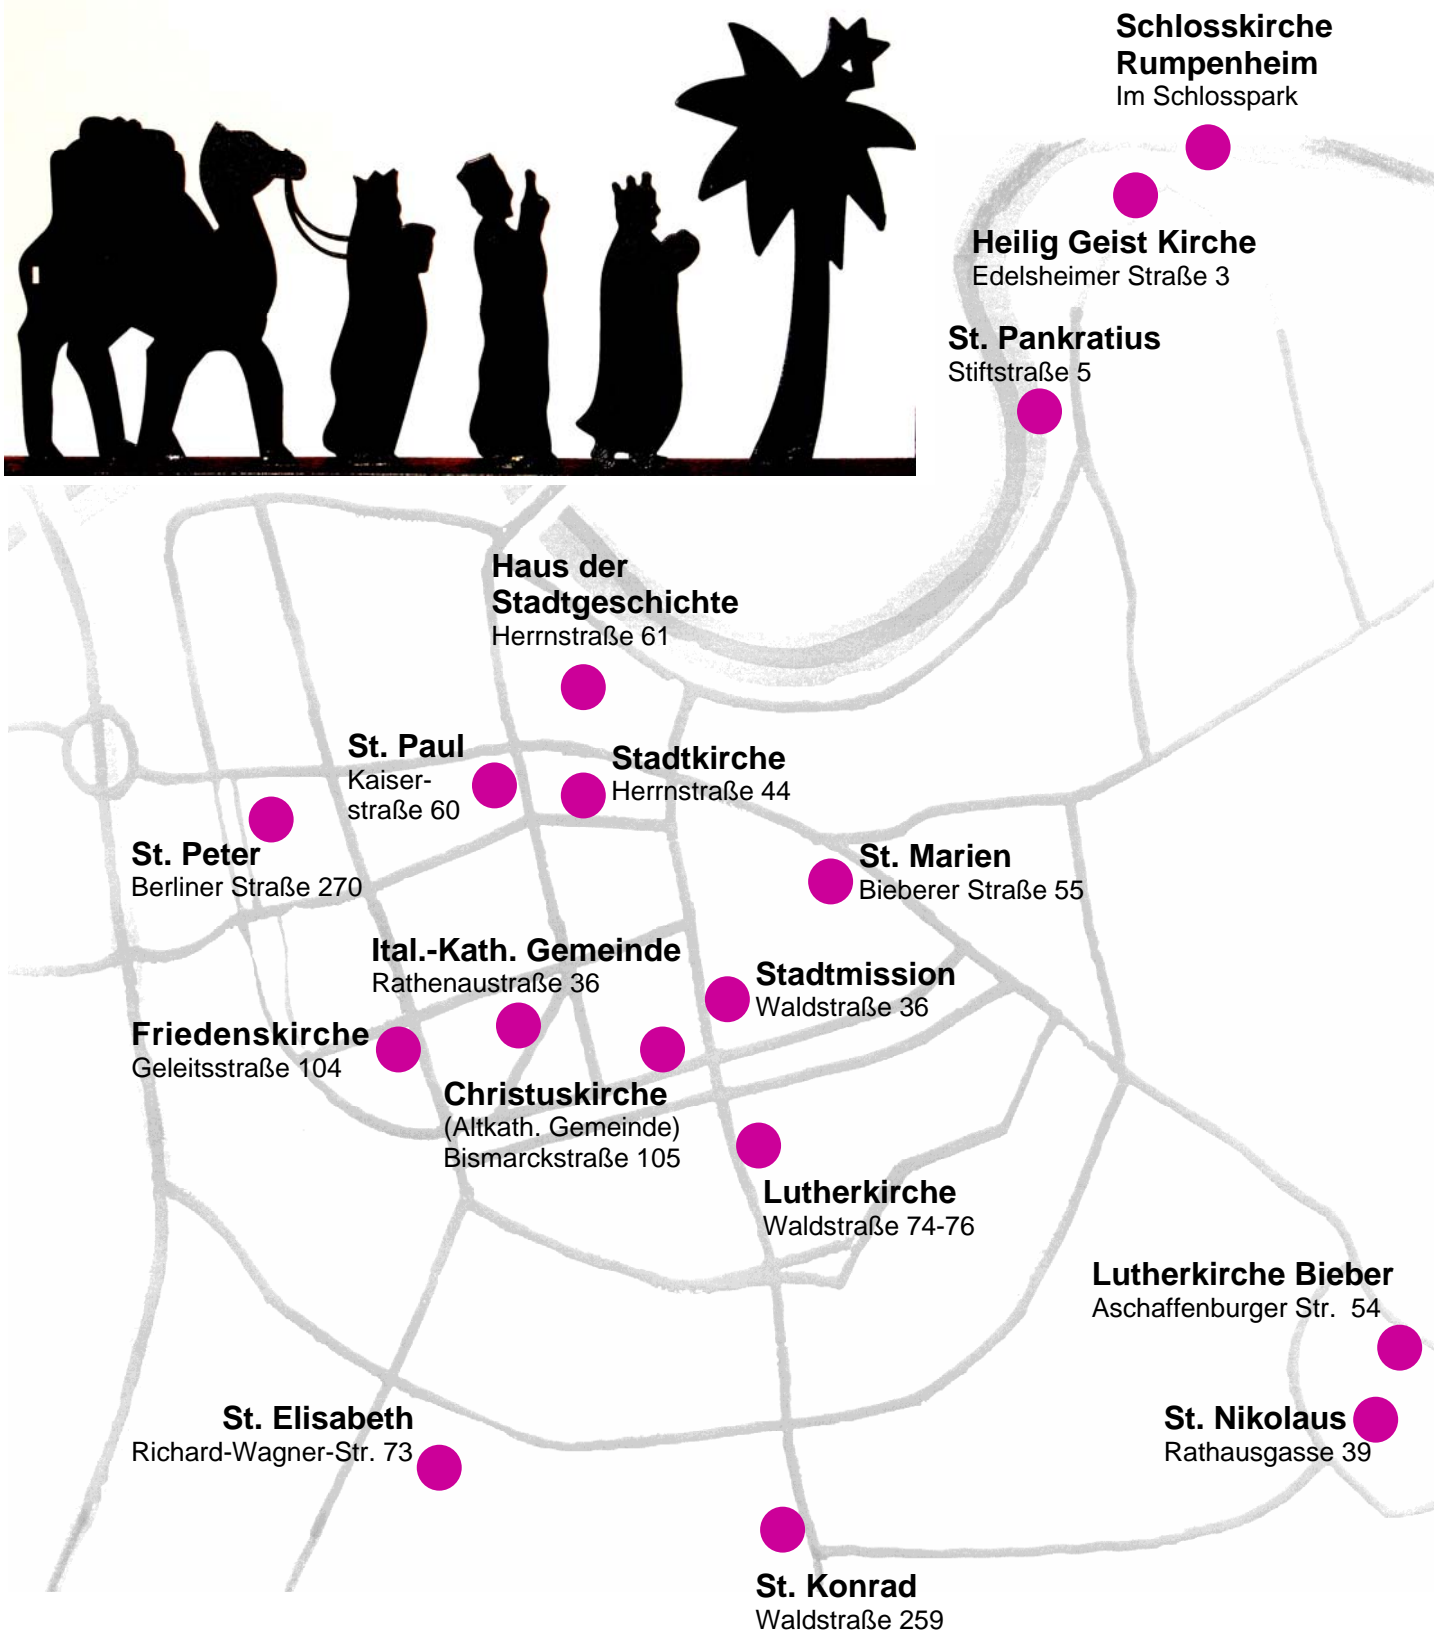 Schlosskirche
Rumpenheim
Im Schlosspark
Heilig Geist Kirche
Edelsheimer Straße 3
St. Pankratius
Stiftstraße 5
Haus der
Stadtgeschichte
Herrnstraße 61
St. Paul
Kaiser-
straße 60
Stadtkirche
Herrnstraße 44
St. Peter
Berliner Straße 270
St. Marien
Bieberer Straße 55
Ital.-Kath. Gemeinde
Rathenaustraße 36
Stadtmission
Waldstraße 36
Friedenskirche
Geleitsstraße 104
Christuskirche
(Altkath. Gemeinde)
Bismarckstraße 105
Lutherkirche
Waldstraße 74-76
Lutherkirche Bieber
Aschaffenburger Str. 54
St. Elisabeth
Richard-Wagner-Str. 73
St. Nikolaus
Rathausgasse 39
St. Konrad
Waldstraße 259